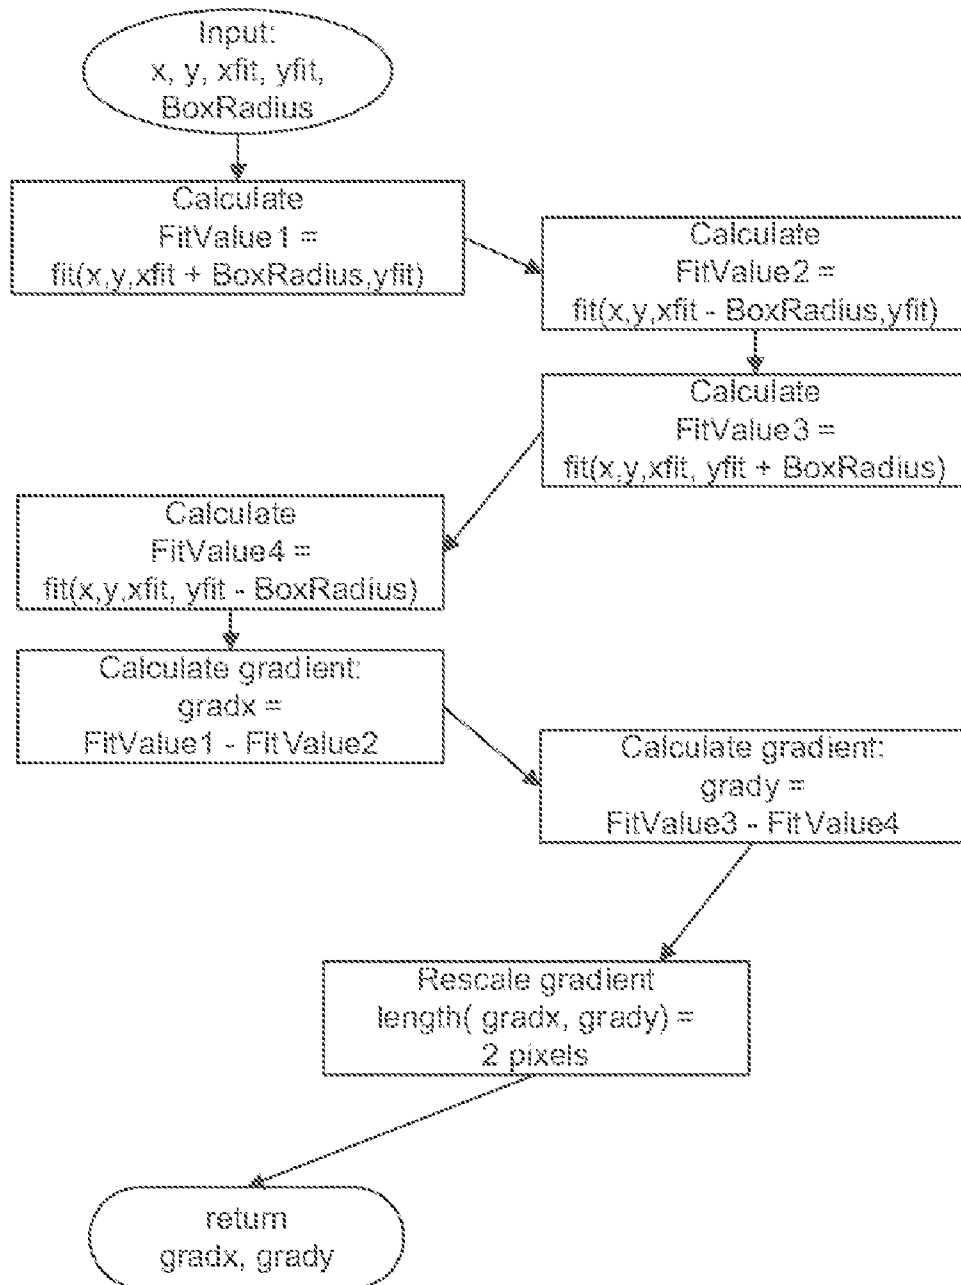 Input:
x, y, xfit, yfit,
BoxRadius
Calculate
FitValue1 =
fit(x,y,xfit + BoxRadius,yfit)
Calculate
FitValue2 =
fit(x,y,xfit - BoxRadius,yfit)
Calculate
FitValue3 =
fit(x,y,xfit, yfit + BoxRadius)
Calculate
FitValue4 =
fit(x,y,xfit, yfit - BoxRadius)
Calculate gradient:
gradx =
FitValue1 - FitValue2
Calculate gradient:
grady =
FitValue3 - FitValue4
Rescale gradient
length( gradx, grady) =
2 pixels
return
gradx, grady